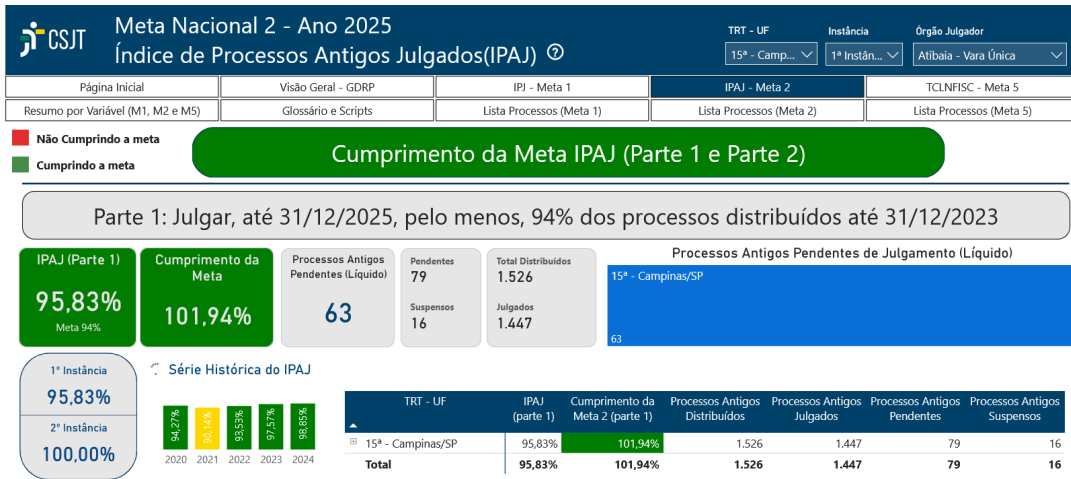 CSJT
Meta Nacional 2 - Ano 2025
Índice de Processos Antigos Julgados(IPAJ)
TRT - UF
Instância
Órgão Julgador
15ª - Camp...
1ª Instân...
Atibaia - Vara Única
Página Inicial
Visão Geral - GDRP
IPJ - Meta 1
IPAJ - Meta 2
TCLNFISC - Meta 5
Resumo por Variável (M1, M2 e M5)
Glossário e Scripts
Lista Processos (Meta 1)
Lista Processos (Meta 2)
Lista Processos (Meta 5)
Não Cumprindo a meta
Cumprindo a meta
Cumprimento da Meta IPAJ (Parte 1 e Parte 2)
Parte 1: Julgar, até 31/12/2025, pelo menos, 94% dos processos distribuídos até 31/12/2023
IPAJ (Parte 1)
95,83%
Meta 94%
Cumprimento da
Meta
101,94%
Processos Antigos
Pendentes (Líquido)
63
Pendentes
79
Suspensos
16
Total Distribuídos
1.526
Julgados
1.447
Processos Antigos Pendentes de Julgamento (Líquido)
15ª - Campinas/SP
63
1ª Instância
95,83%
2ª Instância
100,00%
Série Histórica do IPAJ
94,27%
90,14%
93,53%
97,57%
98,85%
2020 2021 2022 2023 2024
TRT - UF
IPAJ
(parte 1)
Cumprimento da
Meta 2 (parte 1)
Processos Antigos
Distribuídos
Processos Antigos
Julgados
Processos Antigos
Pendentes
Processos Antigos
Suspensos
15ª - Campinas/SP 95,83% 101,94% 1.526 1.447 79 16
Total 95,83% 101,94% 1.526 1.447 79 16